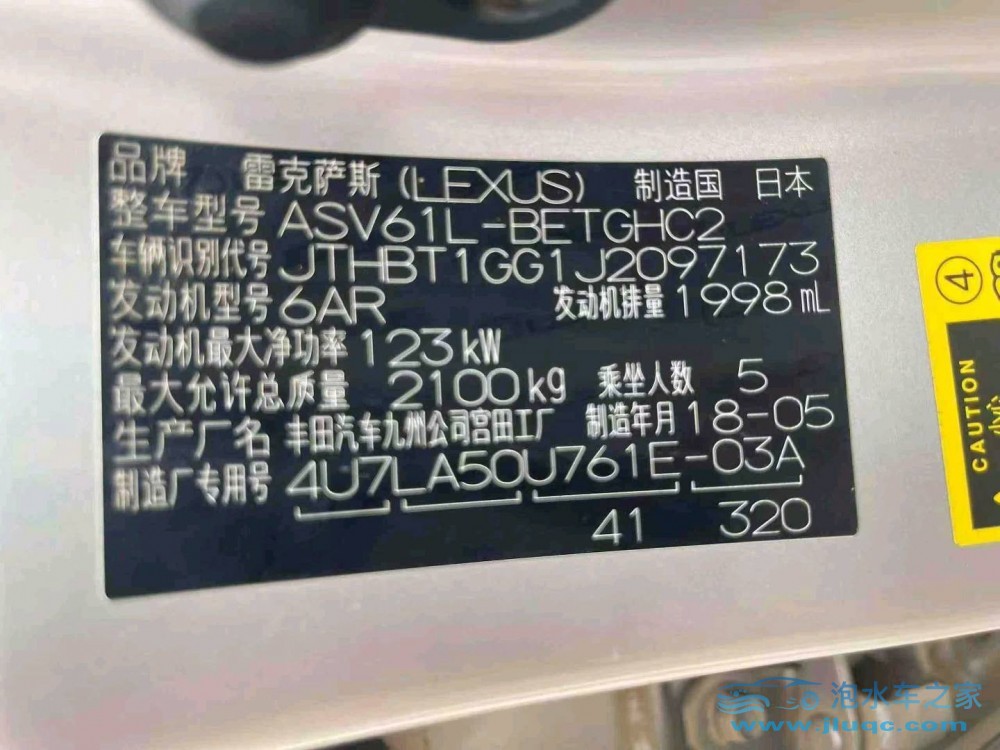 品牌 雷克萨斯 (LEXUS) 制造国 日本
整车型号 ASV61L-BETGHC2
车辆识别代号 JTHBT1GG1J2097173
发动机型号 6AR 发动机排量 1998 mL
发动机最大净功率 123 kW
最大允许总质量 2100 kg 乘坐人数 5
生产厂名 丰田汽车九州公司宫田工厂 制造年月 18-05
制造厂专用号 4U7LA50U761E-03A
41 320
④
CAUTION
小心
泡水车之家
www.jluqc.com